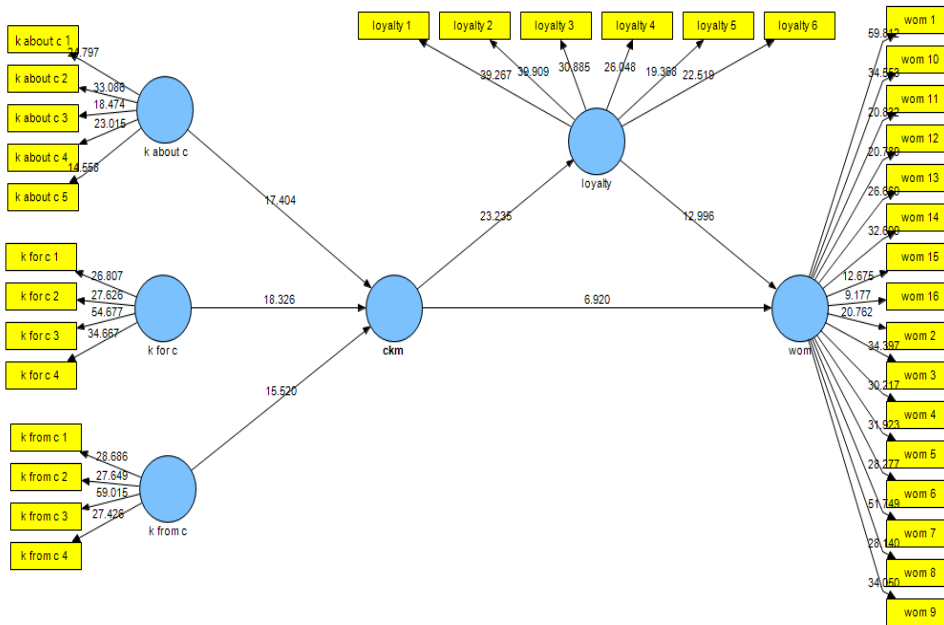 k about c 1
k about c 2
k about c 3
k about c 4
k about c 5
33.088
18.474
23.015
k about c
k for c 1
k for c 2
k for c 3
k for c 4
26.807
27.626
54.677
34.667
k for c
k from c 1
k from c 2
k from c 3
k from c 4
28.686
27.649
59.015
27.426
k from c
17.404
18.326
15.520
ckm
loyalty 1
loyalty 2
loyalty 3
loyalty 4
loyalty 5
loyalty 6
39.267
39.909
30.885
26.048
19.368
22.519
loyalty
23.235
12.996
6.920
wom
12.675
9.177
20.762
34.397
30.217
31.923
28.277
51.749
28.140
34.050
wom 1
wom 10
wom 11
wom 12
wom 13
wom 14
wom 15
wom 16
wom 2
wom 3
wom 4
wom 5
wom 6
wom 7
wom 8
wom 9